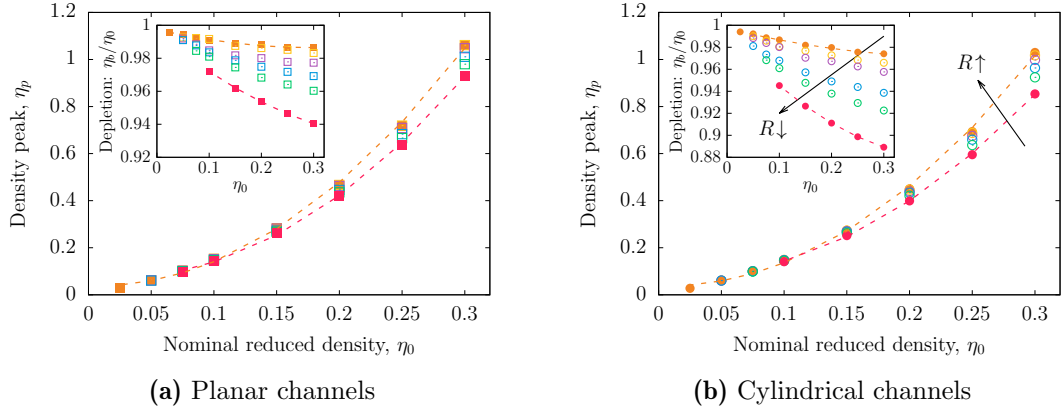 1.2
1
0.8
0.6
0.4
0.2
0
Density peak, ηp
0 0.05 0.1 0.15 0.2 0.25 0.3
Nominal reduced density, η0
1
0.98
0.96
0.94
0.92
Depletion: ηb/η0
0 0.1 0.2 0.3
η0
(a) Planar channels
1.2
1
0.8
0.6
0.4
0.2
0
Density peak, ηp
0 0.05 0.1 0.15 0.2 0.25 0.3
Nominal reduced density, η0
1
0.98
0.96
0.94
0.92
0.9
0.88
Depletion: ηb/η0
0 0.1 0.2 0.3
η0
R↓
R↑
(b) Cylindrical channels